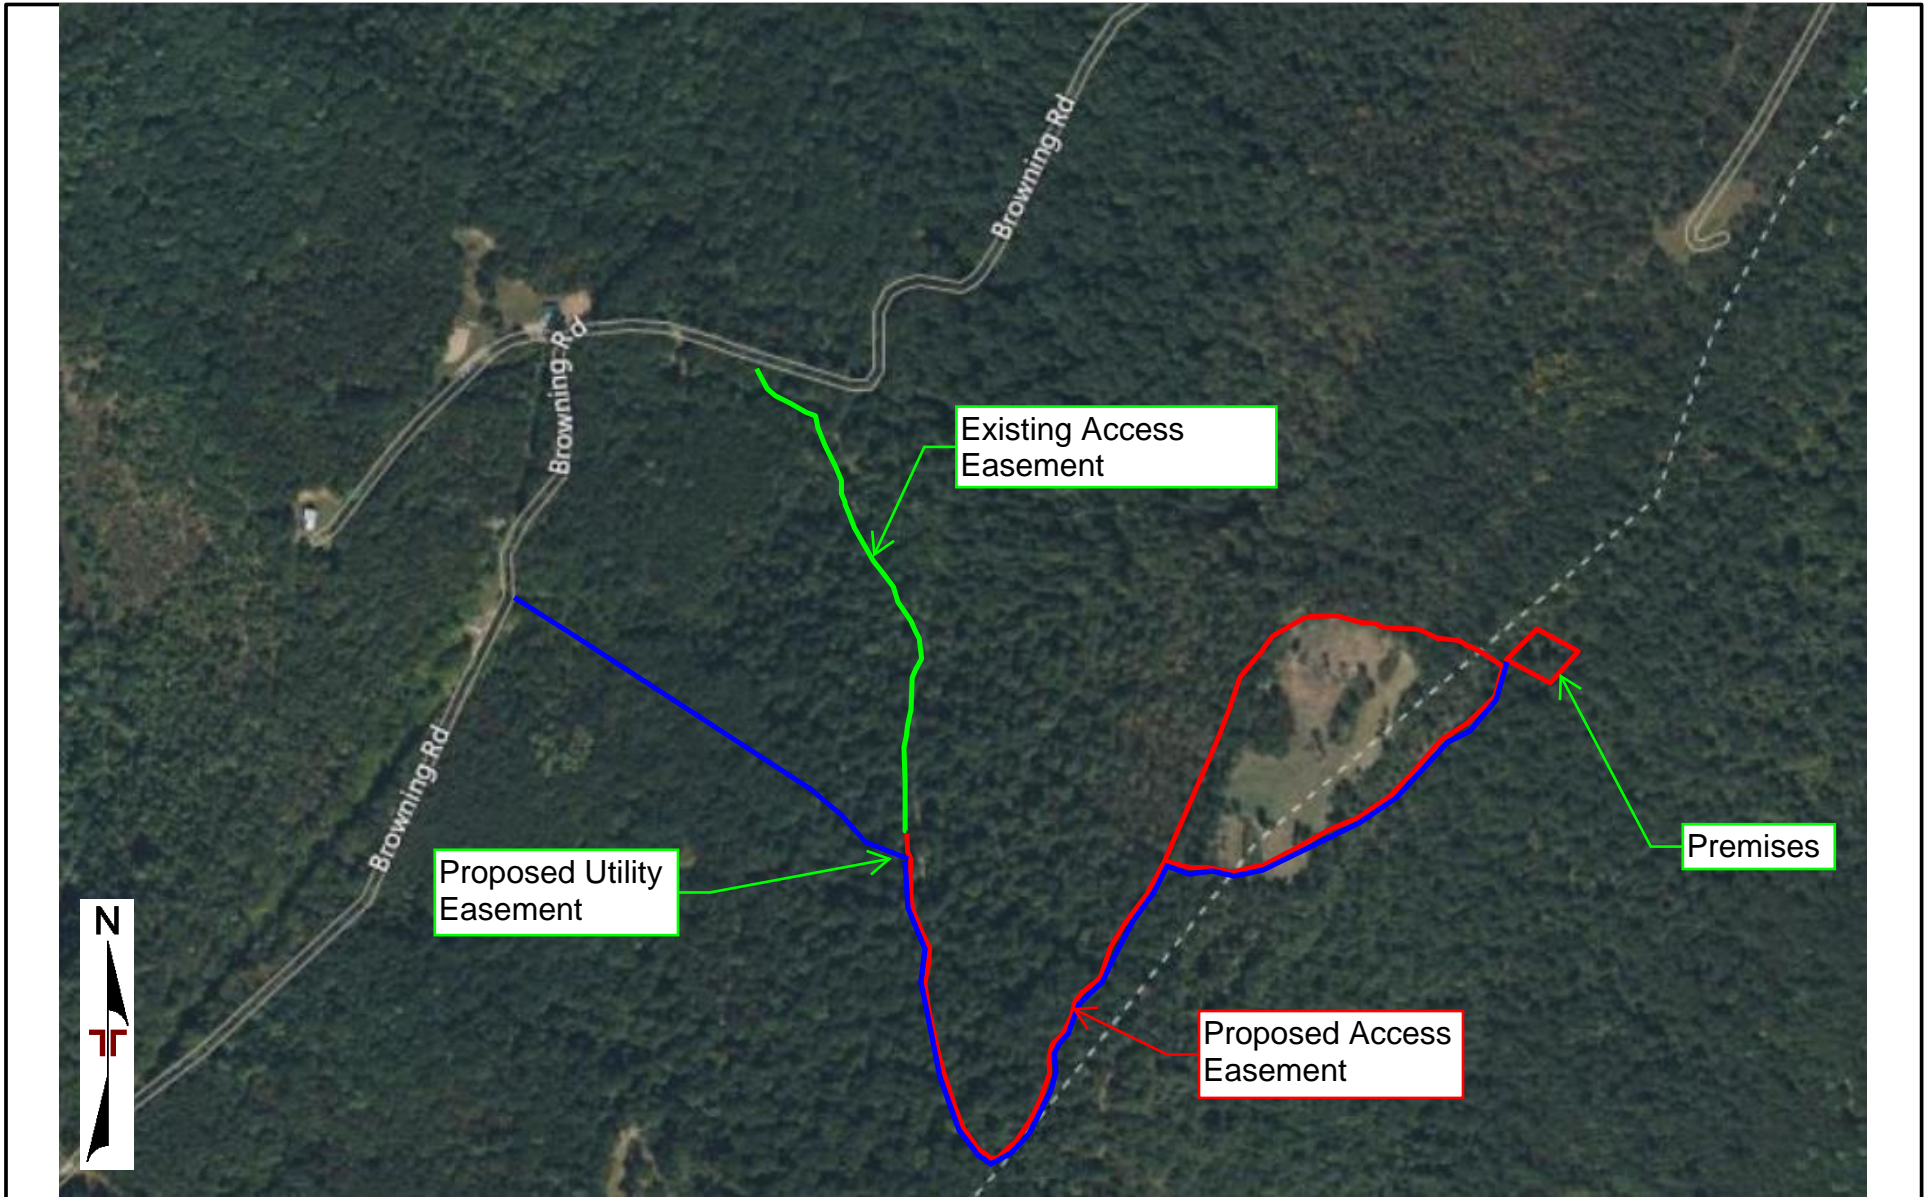 Browning Rd
Browning Rd
Existing Access
Easement
Browning Rd
Proposed Utility
Easement
Premises
N
Proposed Access
Easement